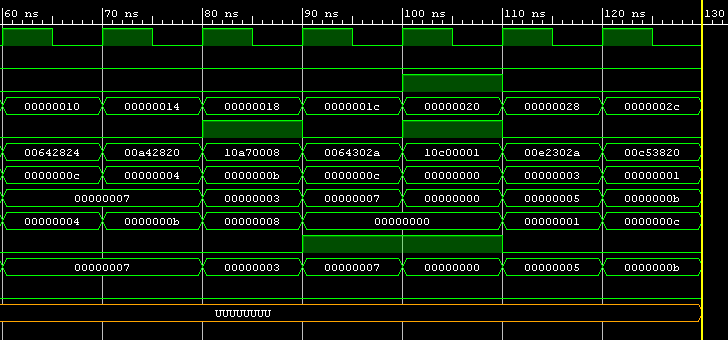 60 ns 70 ns 80 ns 90 ns 100 ns 110 ns 120 ns 130
00000010 00000014 00000018 0000001c 00000020 00000028 0000002c
00642824 00a42820 10a70008 0064302a 10c00001 00e2302a 00c53820
0000000c 00000004 0000000b 0000000c 00000000 00000003 00000001
00000007 00000003 00000007 00000000 00000005 0000000b
00000004 0000000b 00000008 00000000 00000001 0000000c
00000007 00000003 00000007 00000000 00000005 0000000b
UUUUUUUU